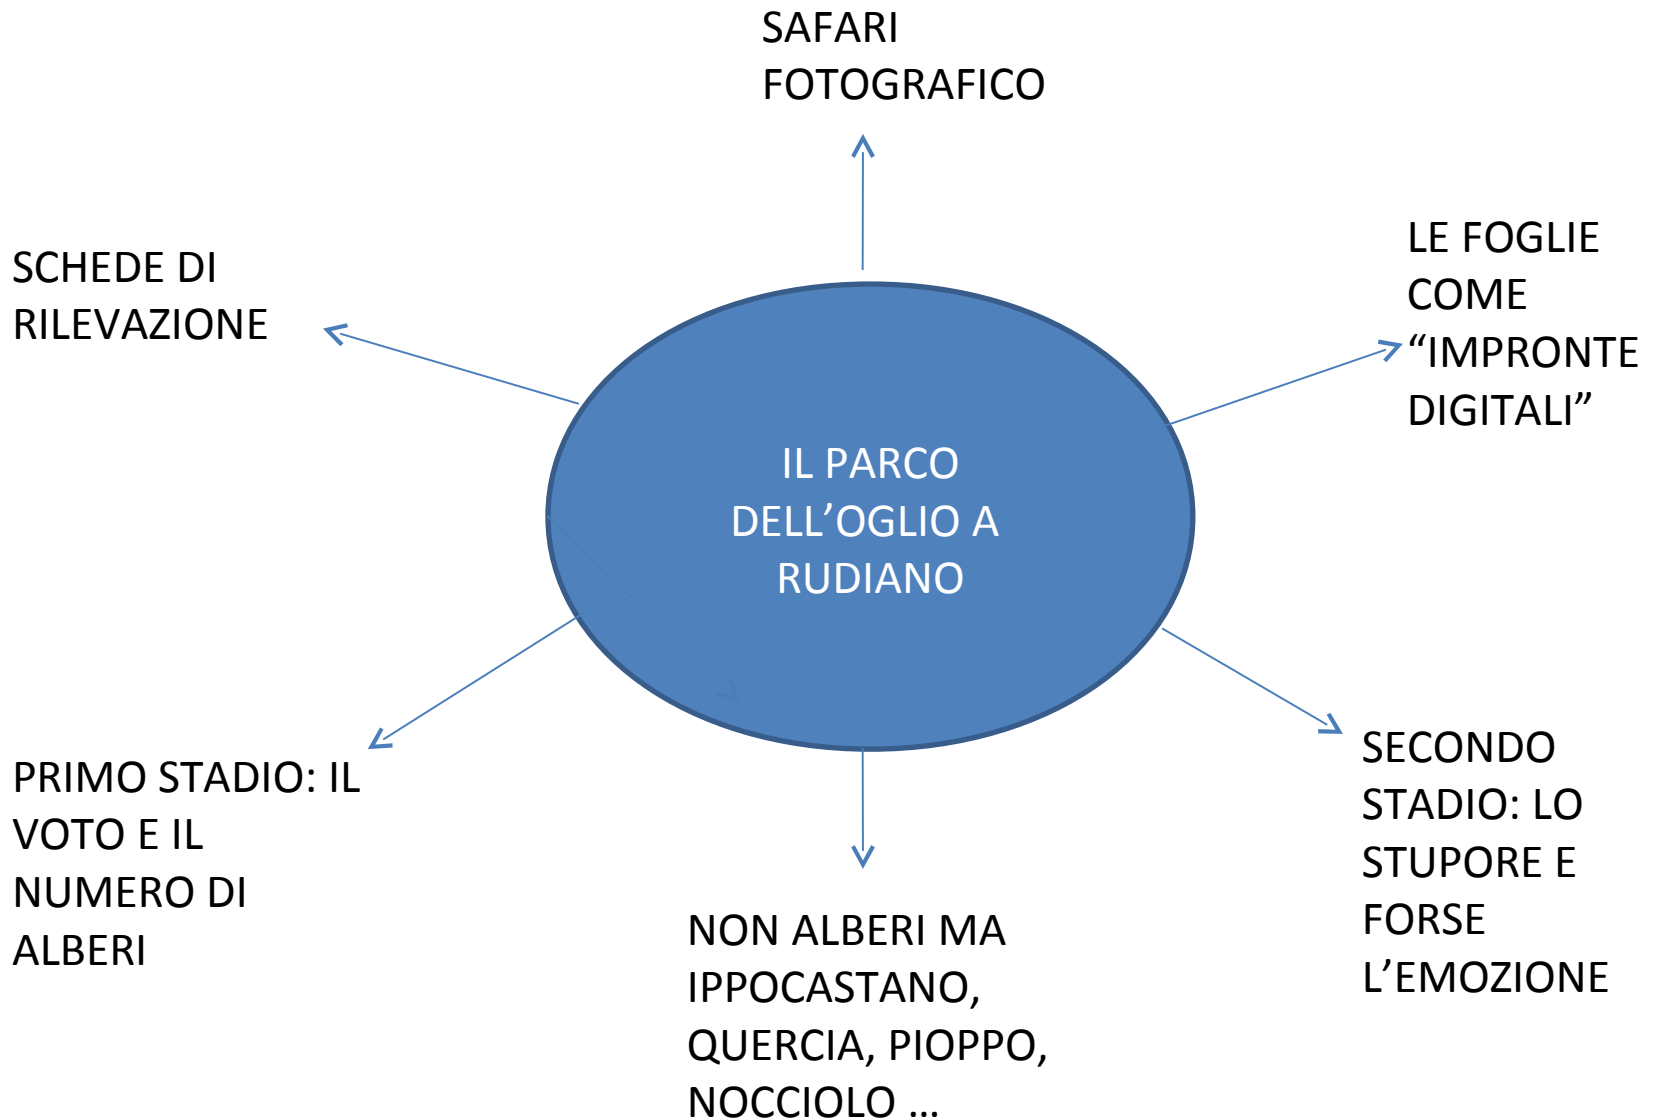 SAFARI
FOTOGRAFICO
SCHEDE DI
RILEVAZIONE
LE FOGLIE
COME
“IMPRONTE
DIGITALI”
IL PARCO
DELL’OGLIO A
RUDIANO
PRIMO STADIO: IL
VOTO E IL
NUMERO DI
ALBERI
NON ALBERI MA
IPPOCASTANO,
QUERCIA, PIOPPO,
NOCCIOLO …
SECONDO
STADIO: LO
STUPORE E
FORSE
L’EMOZIONE